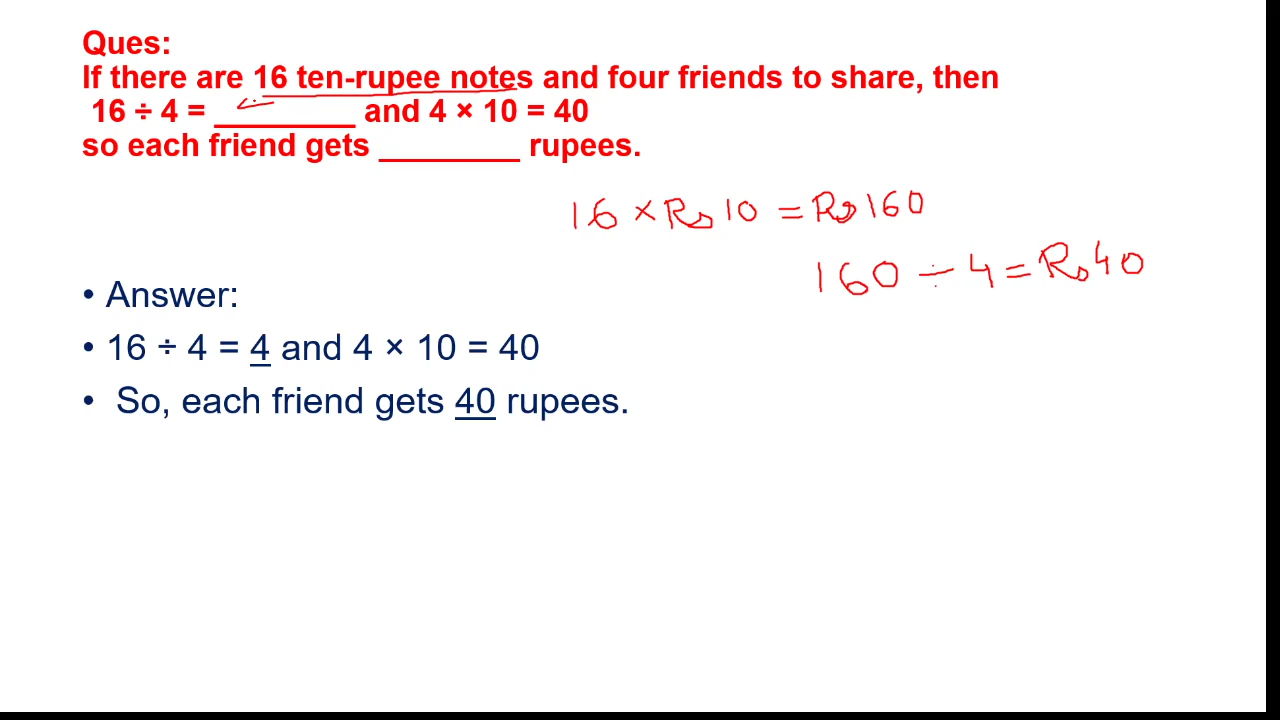 Ques:
If there are 16 ten-rupee notes and four friends to share, then
16 ÷ 4 = ________ and 4 × 10 = 40
so each friend gets ________ rupees.
16 × Rs 10 = Rs 160
160 ÷ 4 = Rs 40
• Answer:
• 16 ÷ 4 = 4 and 4 × 10 = 40
• So, each friend gets 40 rupees.